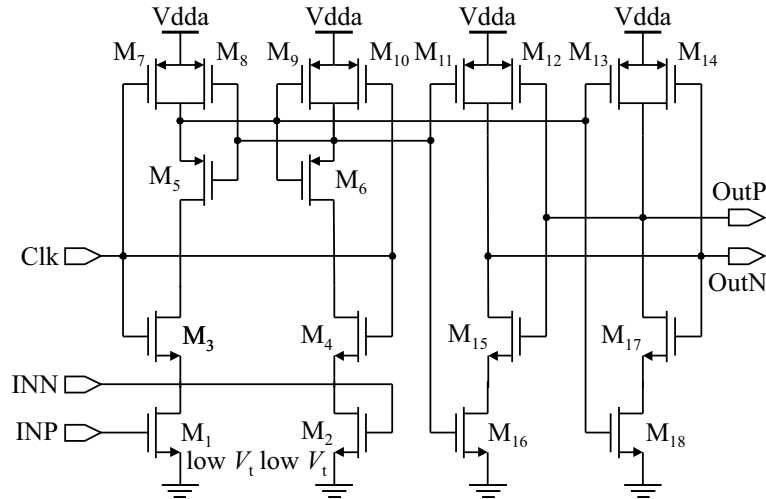 Vdda Vdda Vdda Vdda
M7 M8 M9 M10 M11 M12 M13 M14
M5 M6
OutP
Clk
OutN
M3 M4 M15 M17
INN
INP M1 M2 M16 M18
low Vt low Vt